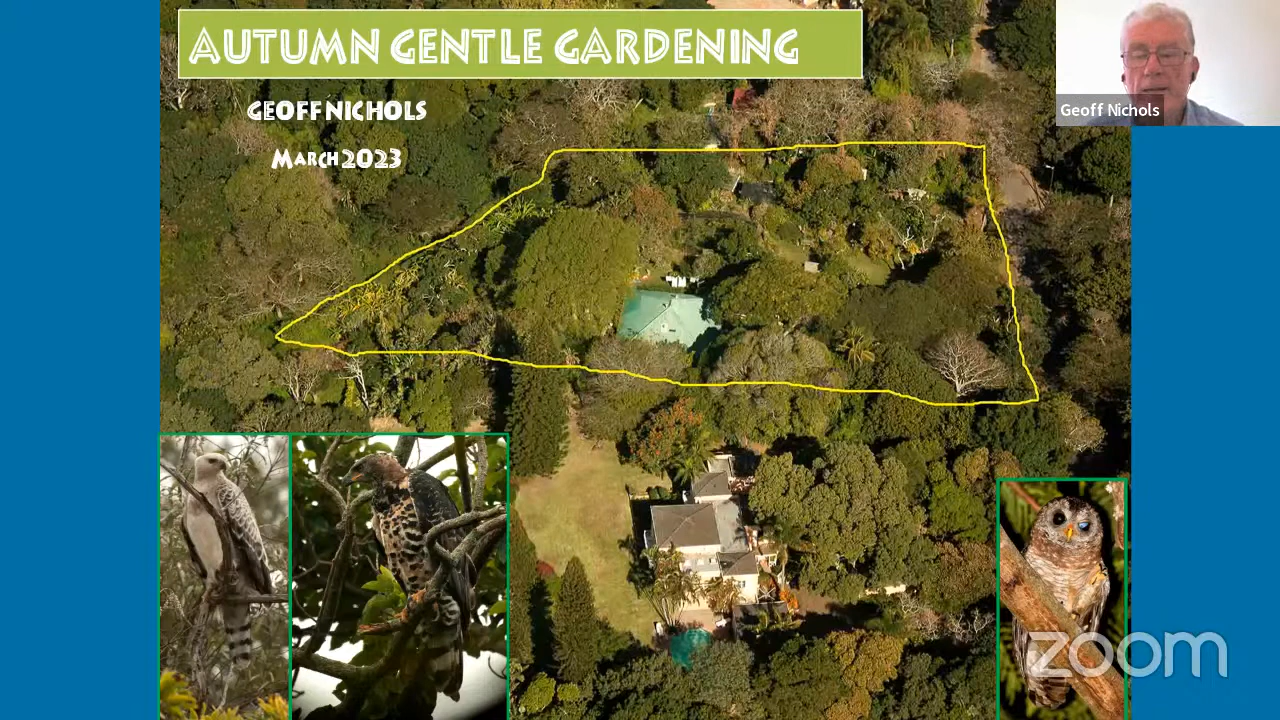 AUTUMN GENTLE GARDENING
GEOFF NICHOLS
MARCH 2023
Geoff Nichols
zoom